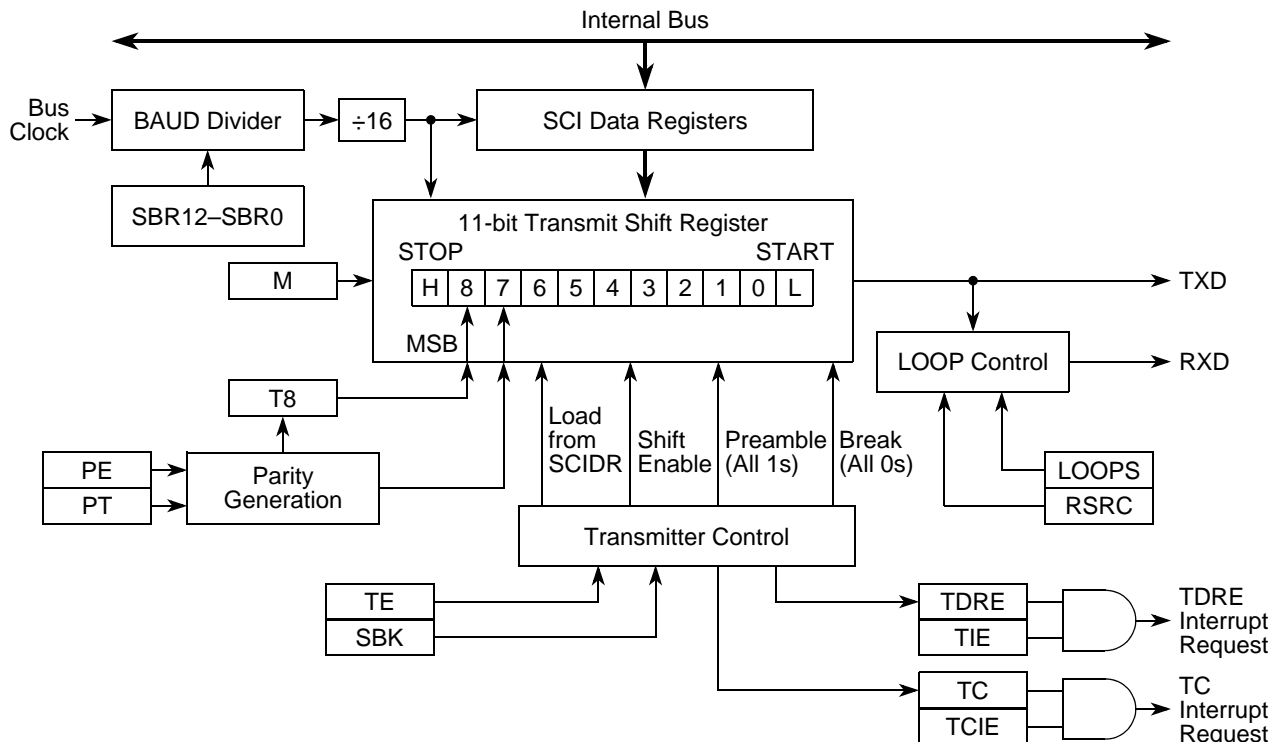 Internal Bus
Bus
Clock
BAUD Divider
÷16
SCI Data Registers
SBR12–SBR0
11-bit Transmit Shift Register
STOP
START
M
H 8 7 6 5 4 3 2 1 0 L
TXD
MSB
LOOP Control
RXD
T8
Load
from
SCIDR
Shift
Enable
Preamble
(All 1s)
Break
(All 0s)
PE
PT
Parity
Generation
LOOPS
RSRC
Transmitter Control
TE
SBK
TDRE
TIE
TDRE
Interrupt
Request
TC
TCIE
TC
Interrupt
Request